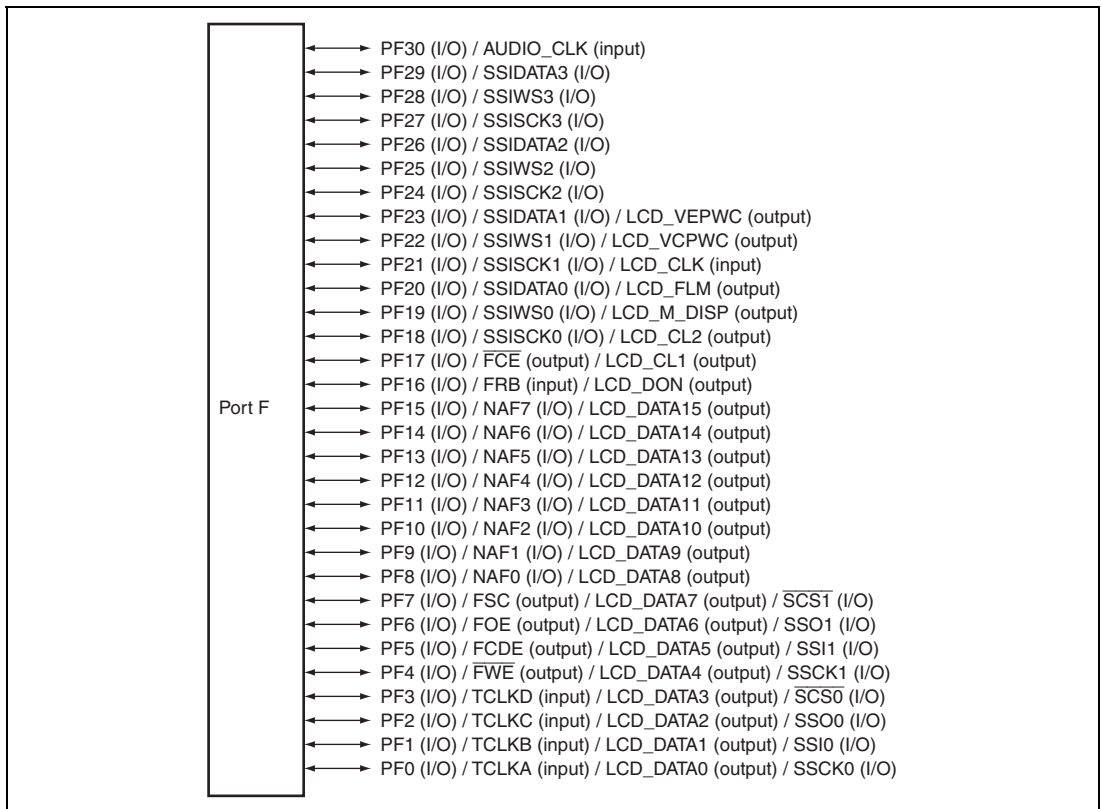 PF30 (I/O) / AUDIO_CLK (input)
PF29 (I/O) / SSIDATA3 (I/O)
PF28 (I/O) / SSIWS3 (I/O)
PF27 (I/O) / SSISCK3 (I/O)
PF26 (I/O) / SSIDATA2 (I/O)
PF25 (I/O) / SSIWS2 (I/O)
PF24 (I/O) / SSISCK2 (I/O)
PF23 (I/O) / SSIDATA1 (I/O) / LCD_VEPWC (output)
PF22 (I/O) / SSIWS1 (I/O) / LCD_VCPWC (output)
PF21 (I/O) / SSISCK1 (I/O) / LCD_CLK (input)
PF20 (I/O) / SSIDATA0 (I/O) / LCD_FLM (output)
PF19 (I/O) / SSIWS0 (I/O) / LCD_M_DISP (output)
PF18 (I/O) / SSISCK0 (I/O) / LCD_CL2 (output)
PF17 (I/O) / F̅C̅E̅ (output) / LCD_CL1 (output)
PF16 (I/O) / FRB (input) / LCD_DON (output)
Port F
PF15 (I/O) / NAF7 (I/O) / LCD_DATA15 (output)
PF14 (I/O) / NAF6 (I/O) / LCD_DATA14 (output)
PF13 (I/O) / NAF5 (I/O) / LCD_DATA13 (output)
PF12 (I/O) / NAF4 (I/O) / LCD_DATA12 (output)
PF11 (I/O) / NAF3 (I/O) / LCD_DATA11 (output)
PF10 (I/O) / NAF2 (I/O) / LCD_DATA10 (output)
PF9 (I/O) / NAF1 (I/O) / LCD_DATA9 (output)
PF8 (I/O) / NAF0 (I/O) / LCD_DATA8 (output)
PF7 (I/O) / FSC (output) / LCD_DATA7 (output) / S̅C̅S̅1̅ (I/O)
PF6 (I/O) / FOE (output) / LCD_DATA6 (output) / SSO1 (I/O)
PF5 (I/O) / FCDE (output) / LCD_DATA5 (output) / SSI1 (I/O)
PF4 (I/O) / F̅W̅E̅ (output) / LCD_DATA4 (output) / SSCK1 (I/O)
PF3 (I/O) / TCLKD (input) / LCD_DATA3 (output) / S̅C̅S̅0̅ (I/O)
PF2 (I/O) / TCLKC (input) / LCD_DATA2 (output) / SSO0 (I/O)
PF1 (I/O) / TCLKB (input) / LCD_DATA1 (output) / SSI0 (I/O)
PF0 (I/O) / TCLKA (input) / LCD_DATA0 (output) / SSCK0 (I/O)